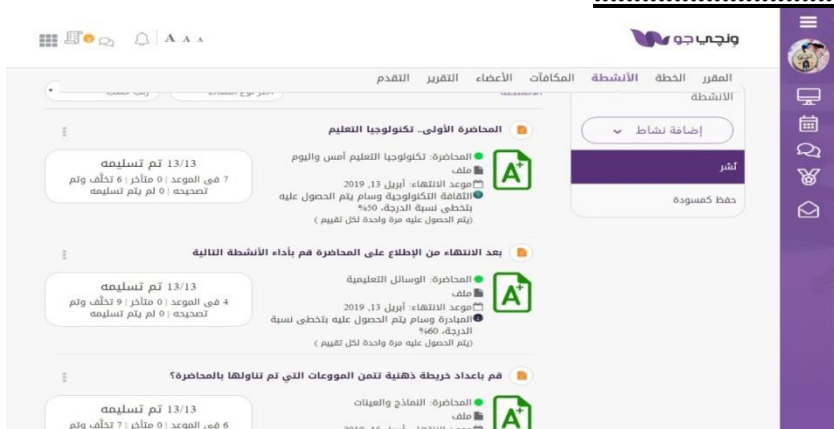 ونجي جو
A A A
المقرر الخطة الأنشطة المكافآت الأعضاء التقرير التقدم
الأنشطة
إضافة نشاط
نُشر
حفظ كمسودة
المحاضرة الأولى.. تكنولوجيا التعليم
المحاضرة: تكنولوجيا التعليم أمس واليوم
ملف
موعد الانتهاء: أبريل 13, 2019
الثقافة التكنولوجية وسام يتم الحصول عليه
بتخطي نسبة الدرجة، 50%
(يتم الحصول عليه مرة واحدة لكل تقييم )
13/13 تم تسليمه
7 في الموعد | 0 متأخر | 6 تخلّف وتم
تصحيحه | 0 لم يتم تسليمه
بعد الانتهاء من الإطلاع على المحاضرة قم بأداء الأنشطة التالية
المحاضرة: الوسائل التعليمية
ملف
موعد الانتهاء: أبريل 13, 2019
المبادرة وسام يتم الحصول عليه بتخطي نسبة
الدرجة، 60%
(يتم الحصول عليه مرة واحدة لكل تقييم )
13/13 تم تسليمه
4 في الموعد | 0 متأخر | 9 تخلّف وتم
تصحيحه | 0 لم يتم تسليمه
قم باعداد خريطة ذهنية تتمن المووعات التي تم تناولها بالمحاضرة؟
المحاضرة: النماذج والعينات
ملف
13/13 تم تسليمه
6 في الموعد | 0 متأخر | 7 تخلّف وتم